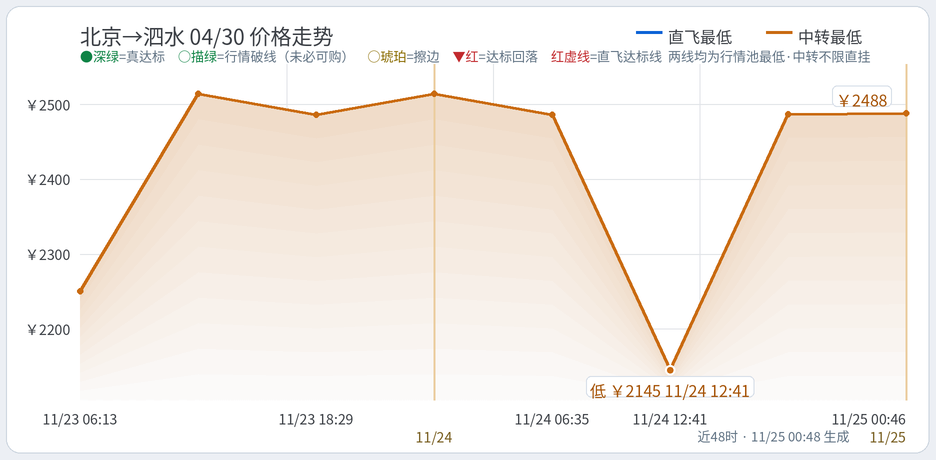 北京→泗水 04/30 价格走势
直飞最低 中转最低
●深绿=真达标 ○描绿=行情破线（未必可购） ○琥珀=擦边 ▼红=达标回落 红虚线=直飞达标线 两线均为行情池最低·中转不限直挂
￥2500
￥2400
￥2300
￥2200
￥2488
低 ￥2145 11/24 12:41
11/23 06:13 11/23 18:29 11/24 06:35 11/24 12:41 11/25 00:46
11/24 近48时 · 11/25 00:48 生成 11/25